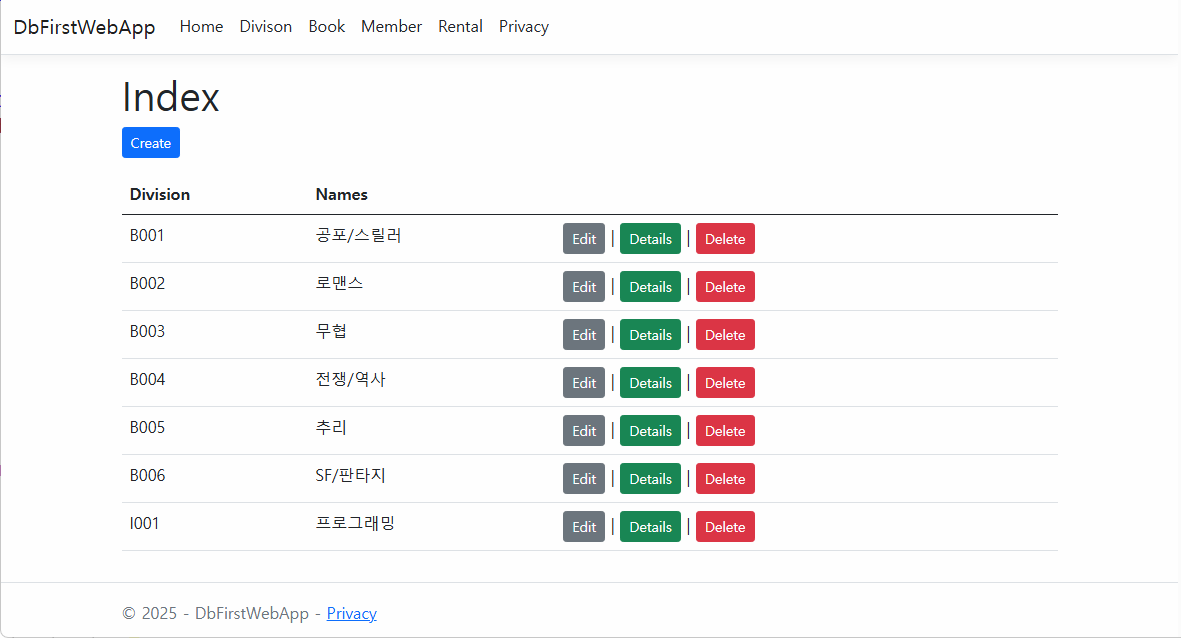 DbFirstWebApp Home Divison Book Member Rental Privacy
Index
Create
Division Names
B001 공포/스릴러 Edit | Details | Delete
B002 로맨스 Edit | Details | Delete
B003 무협 Edit | Details | Delete
B004 전쟁/역사 Edit | Details | Delete
B005 추리 Edit | Details | Delete
B006 SF/판타지 Edit | Details | Delete
I001 프로그래밍 Edit | Details | Delete
© 2025 - DbFirstWebApp - Privacy